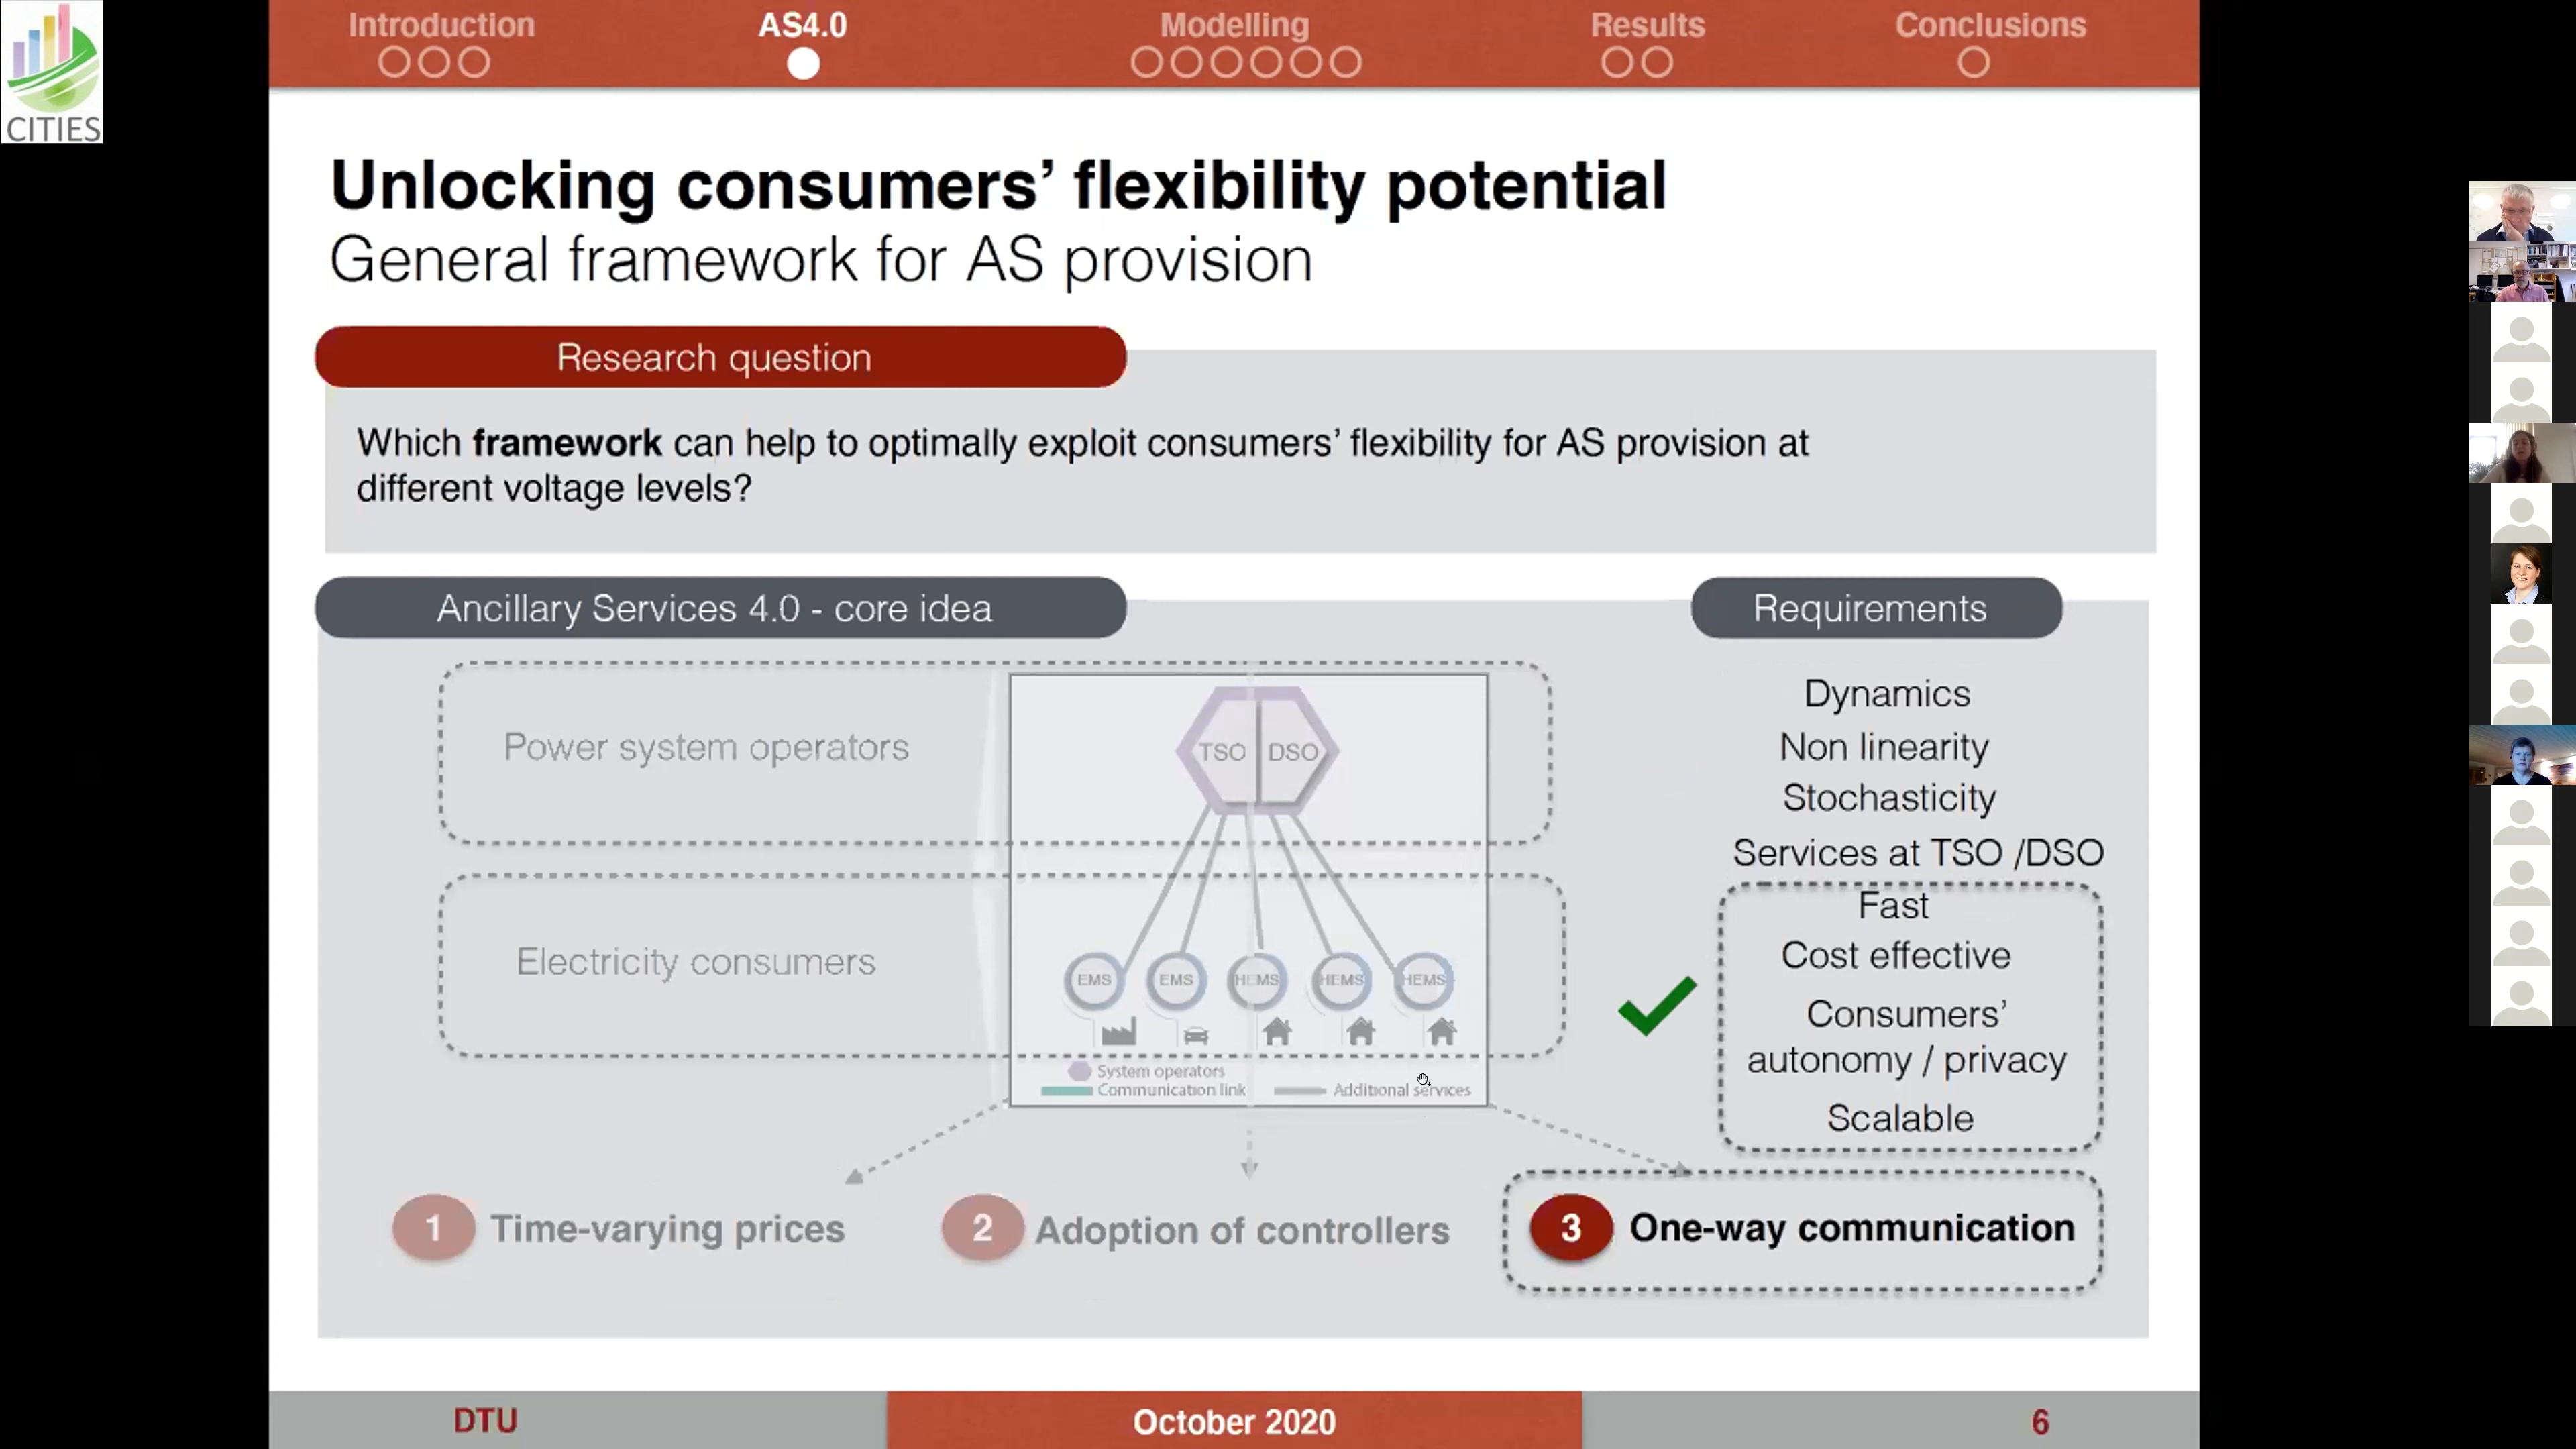 CITIES
Introduction
AS4.0
Modelling
Results
Conclusions
Unlocking consumers’ flexibility potential
General framework for AS provision
Research question
Which framework can help to optimally exploit consumers’ flexibility for AS provision at
different voltage levels?
Ancillary Services 4.0 - core idea
Requirements
Power system operators
TSO
DSO
Electricity consumers
EMS
EMS
HEMS
HEMS
HEMS
System operators
Communication link
Additional services
Dynamics
Non linearity
Stochasticity
Services at TSO /DSO
Fast
Cost effective
Consumers’
autonomy / privacy
Scalable
1 Time-varying prices
2 Adoption of controllers
3 One-way communication
DTU
October 2020
6